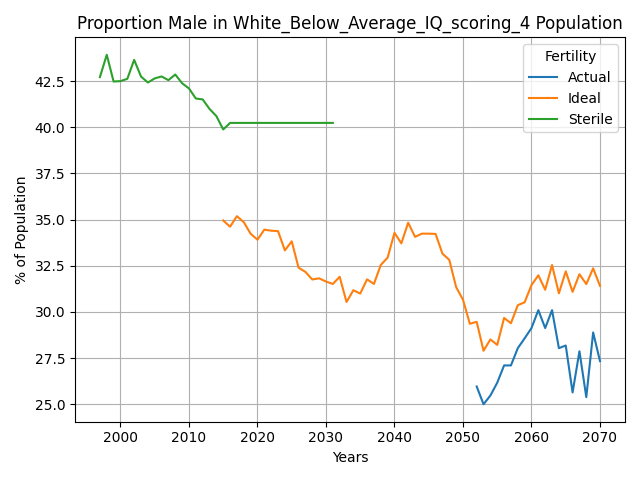 Proportion Male in White_Below_Average_IQ_scoring_4 Population
Fertility
Actual
Ideal
Sterile
% of Population
42.5
40.0
37.5
35.0
32.5
30.0
27.5
25.0
2000
2010
2020
2030
2040
2050
2060
2070
Years